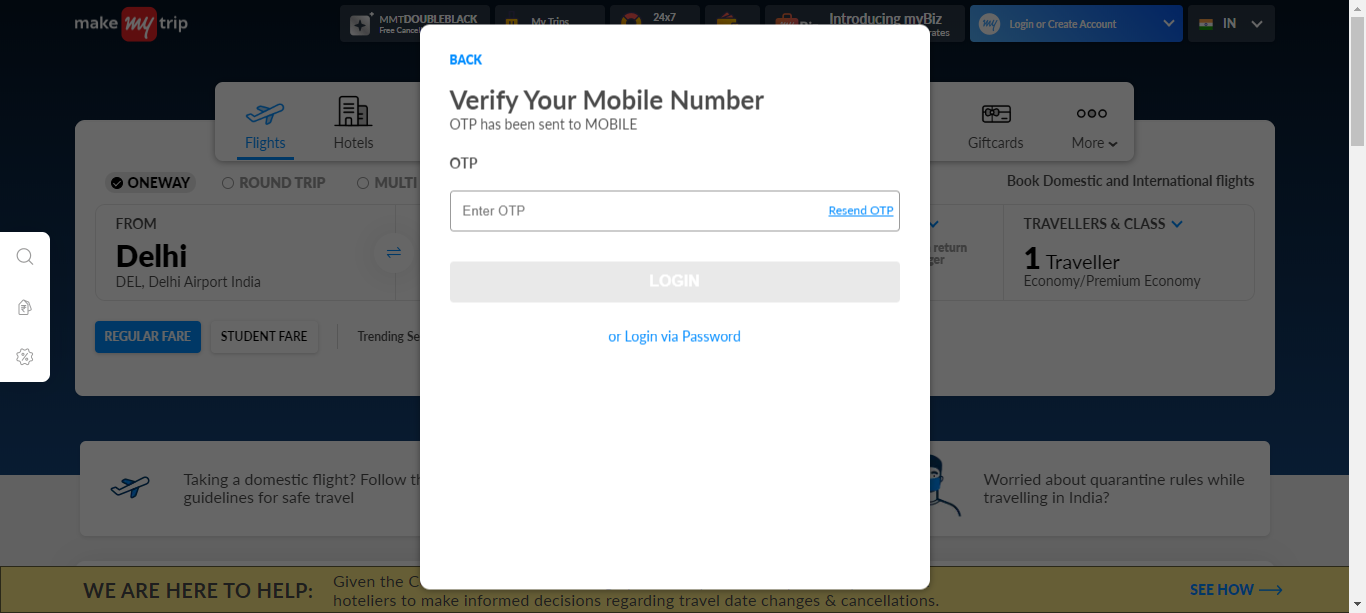 make my trip
MMTDOUBLEBLACK
Free Cancel
My Trips
24x7
Introducing myBiz
rates
my Login or Create Account
IN
BACK
Verify Your Mobile Number
OTP has been sent to MOBILE
OTP
Enter OTP Resend OTP
LOGIN
or Login via Password
Flights
Hotels
Giftcards
More
ONEWAY ROUND TRIP MULTI
Book Domestic and International flights
FROM
Delhi
DEL, Delhi Airport India
return
TRAVELLERS & CLASS
1 Traveller
Economy/Premium Economy
REGULAR FARE STUDENT FARE Trending Se
Taking a domestic flight? Follow th
guidelines for safe travel
Worried about quarantine rules while
travelling in India?
WE ARE HERE TO HELP:
Given the C
hoteliers to make informed decisions regarding travel date changes & cancellations.
SEE HOW